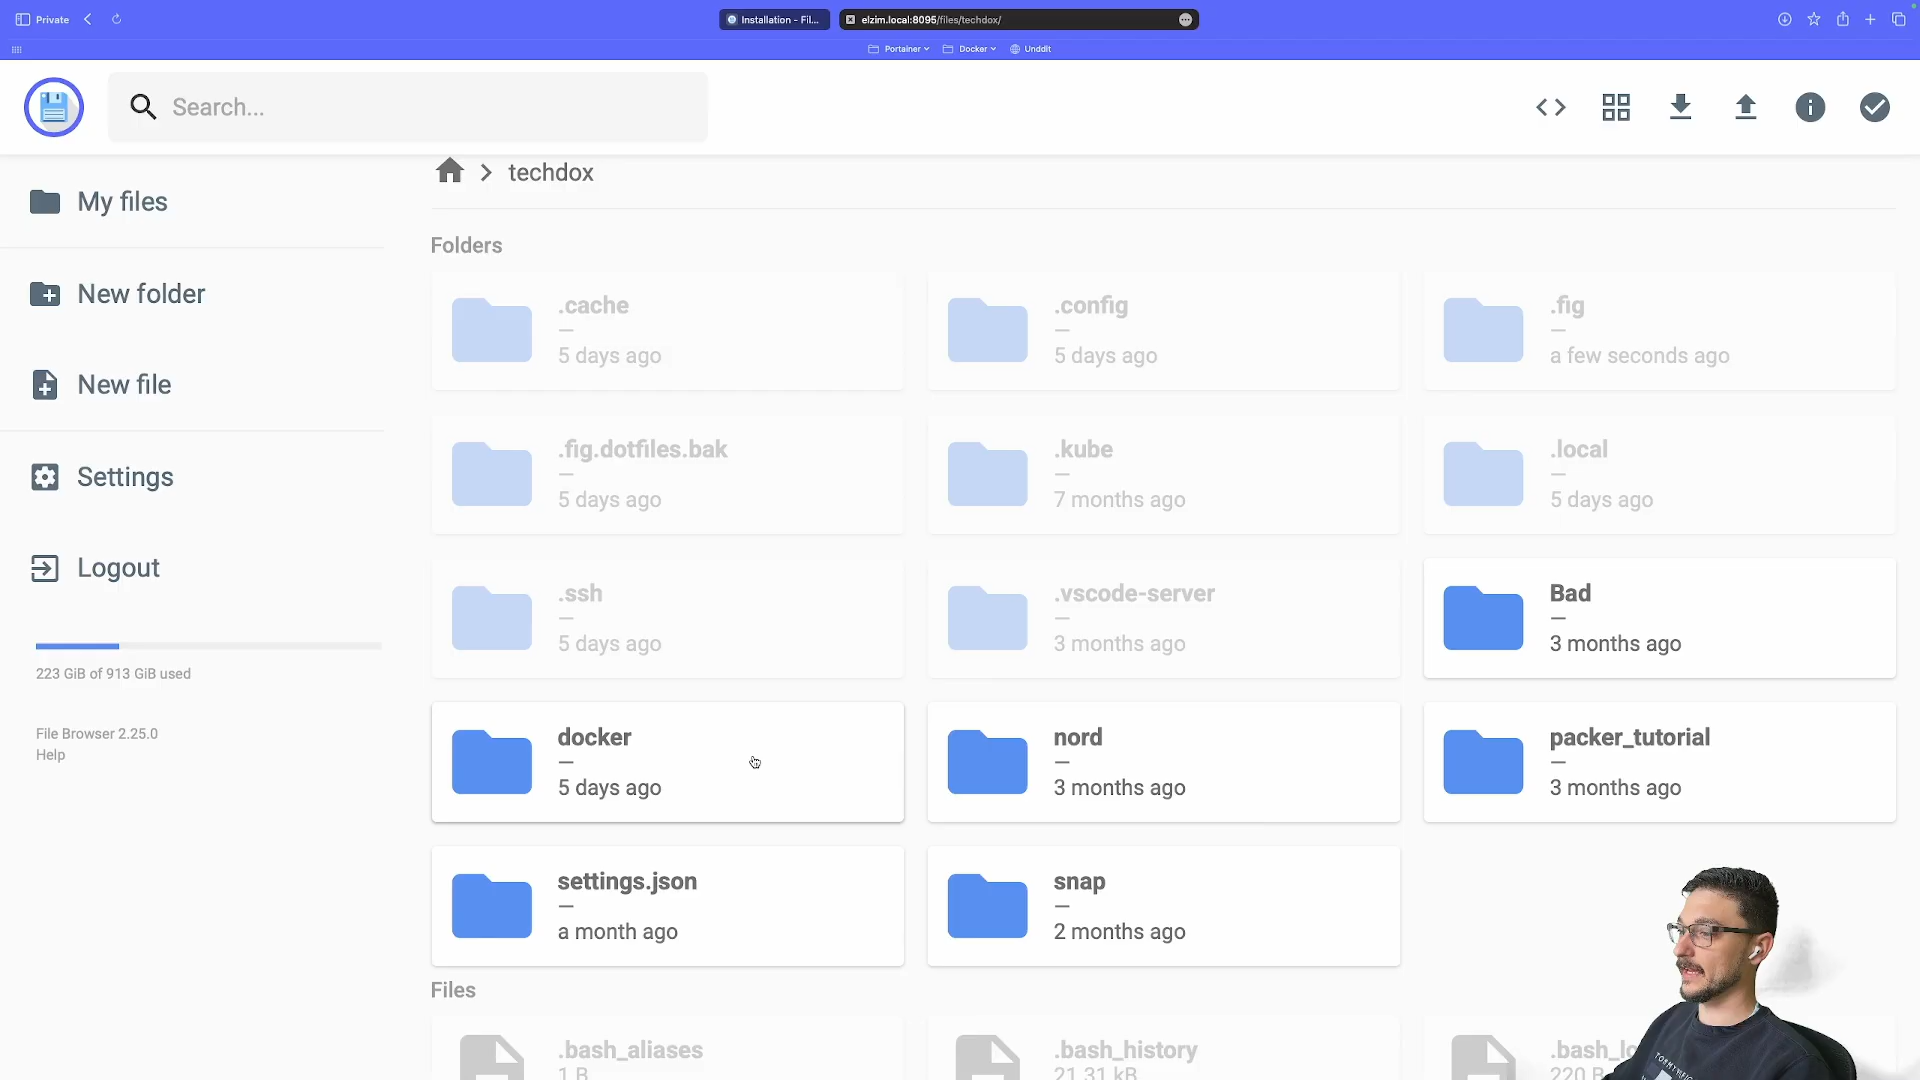 Private
Installation - Fil...
elzim.local:8095/files/techdox/
Portainer
Docker
Unddit
Search...
techdox
My files
New folder
New file
Settings
Logout
223 GiB of 913 GiB used
File Browser 2.25.0
Help
Folders
.cache
—
5 days ago
.config
—
5 days ago
.fig
—
a few seconds ago
.fig.dotfiles.bak
—
5 days ago
.kube
—
7 months ago
.local
—
5 days ago
.ssh
—
5 days ago
.vscode-server
—
3 months ago
Bad
—
3 months ago
docker
—
5 days ago
nord
—
3 months ago
packer_tutorial
—
3 months ago
settings.json
—
a month ago
snap
—
2 months ago
Files
.bash_aliases
1 B
.bash_history
21.31 kB
220 B